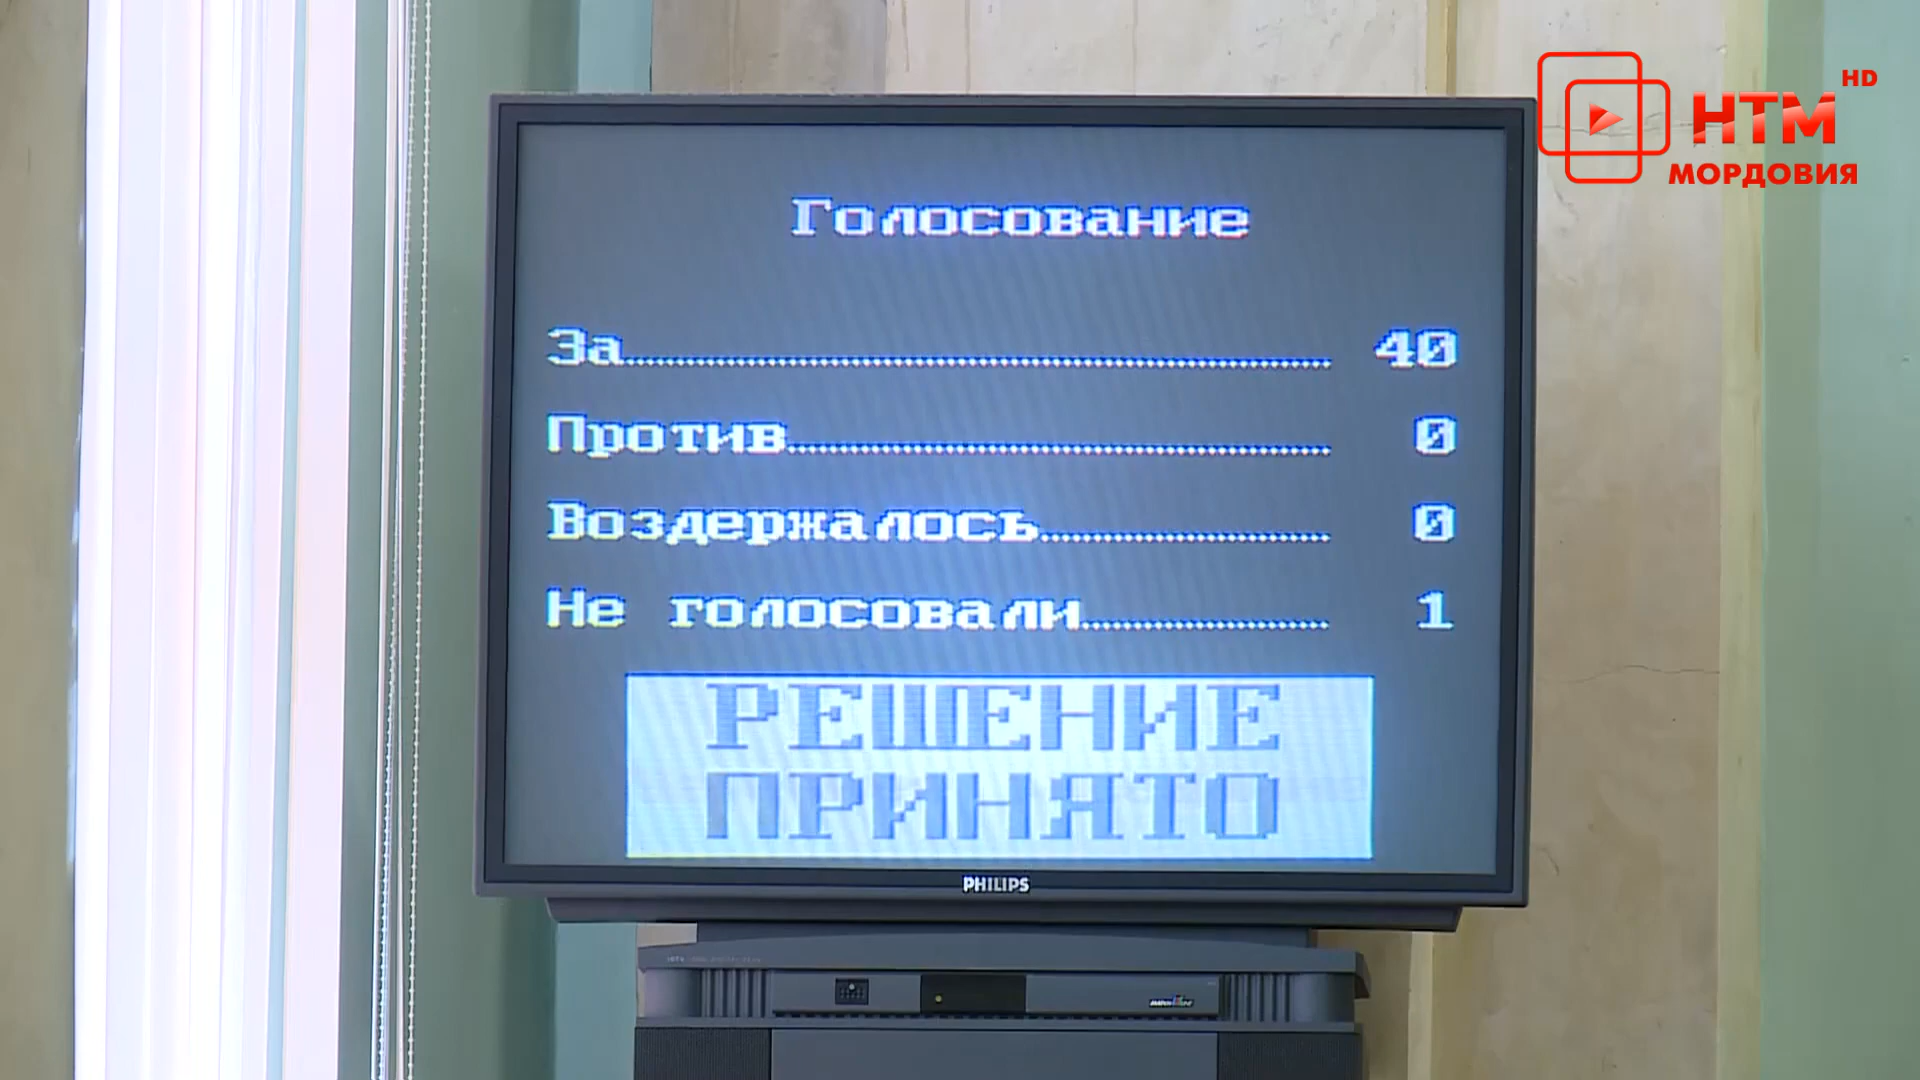 HD
НТМ
МОРДОВИЯ
Голосование
За 40
Против 0
Воздержалось 0
Не голосовали 1
РЕШЕНИЕ
ПРИНЯТО
PHILIPS